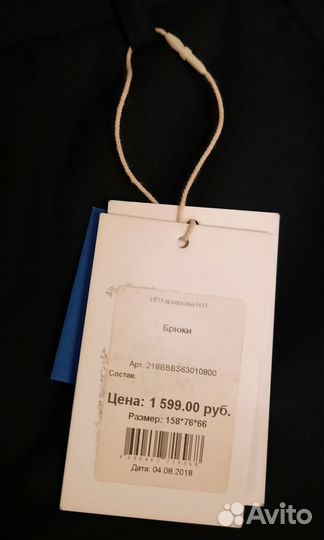 ИП Карнаухова Н.И.
Брюки
Арт. 218BBBS63010800
Состав:
Цена: 1 599.00 руб.
Размер: 158*76*66
Дата: 04.08.2018
Avito